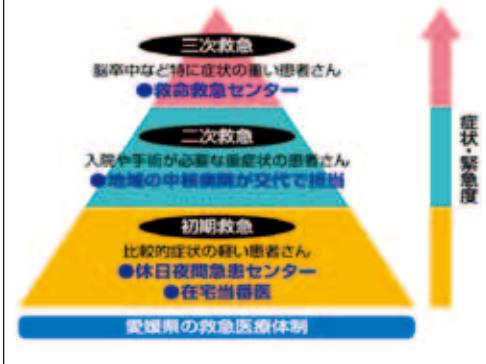 三次救急
脳卒中など特に症状の重い患者さん
●救命救急センター
二次救急
入院や手術が必要な重症状の患者さん
●地域の中核病院が交代で担当
初期救急
比較的症状の軽い患者さん
●休日夜間急患センター
●在宅当番医
愛媛県の救急医療体制
症状・緊急度